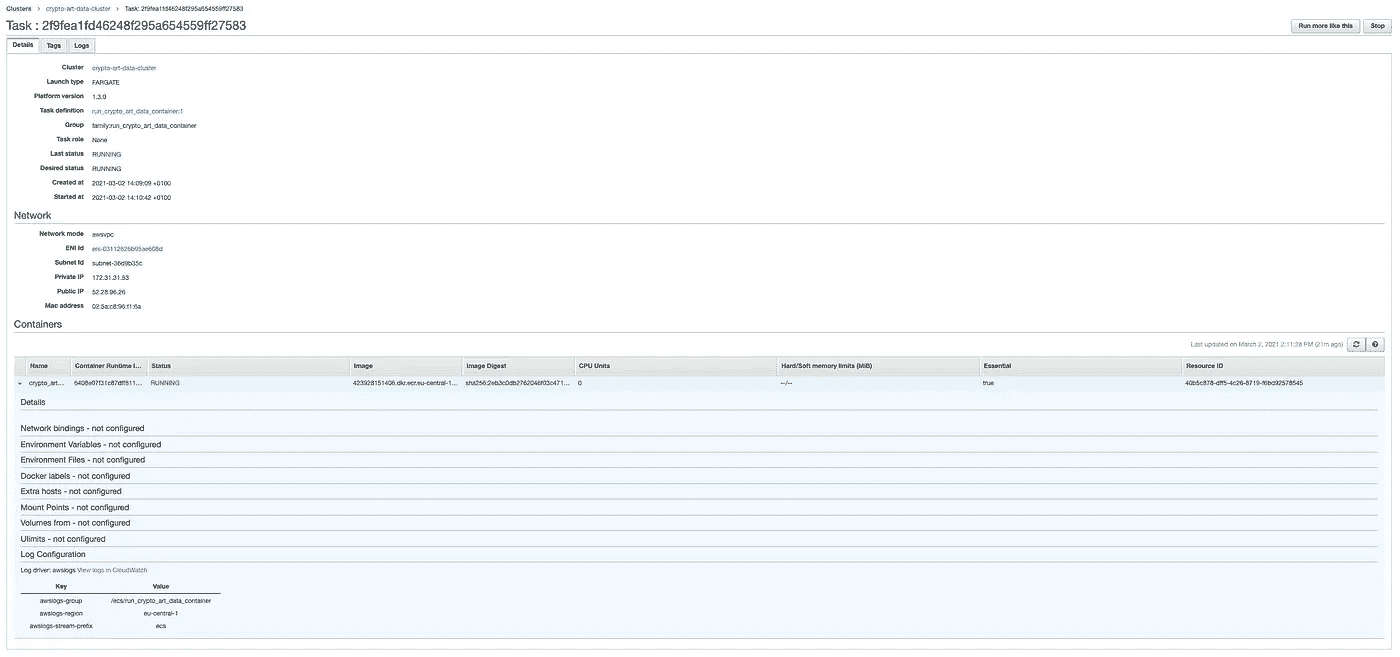 Clusters > crypto-art-data-cluster > Task: 2f9fea1fd46248f295a654559ff27583
Task : 2f9fea1fd46248f295a654559ff27583
Run more like this Stop
Details Tags Logs
Cluster crypto-art-data-cluster
Launch type FARGATE
Platform version 1.3.0
Task definition run_crypto_art_data_container:1
Group family:run_crypto_art_data_container
Task role None
Last status RUNNING
Desired status RUNNING
Created at 2021-03-02 14:09:09 +0100
Started at 2021-03-02 14:10:42 +0100
Network
Network mode awsvpc
ENI Id eni-03112626b95ae608d
Subnet Id subnet-36d9b35c
Private IP 172.31.31.53
Public IP 52.28.96.26
Mac address 02:5a:c8:96:f1:6a
Containers
Last updated on March 2, 2021 2:11:28 PM (21m ago)
Name Container Runtime I... Status Image Image Digest CPU Units Hard/Soft memory limits (MiB) Essential Resource ID
crypto_art... 6408e07f31c87dff811... RUNNING 423928151406.dkr.ecr.eu-central-1... sha256:2eb3c0db2762046f03c471... 0 --/-- true 40b5c878-dff5-4c26-8719-f6bd92578545
Details
Network bindings - not configured
Environment Variables - not configured
Environment Files - not configured
Docker labels - not configured
Extra hosts - not configured
Mount Points - not configured
Volumes from - not configured
Ulimits - not configured
Log Configuration
Log driver: awslogs View logs in CloudWatch
Key Value
awslogs-group /ecs/run_crypto_art_data_container
awslogs-region eu-central-1
awslogs-stream-prefix ecs